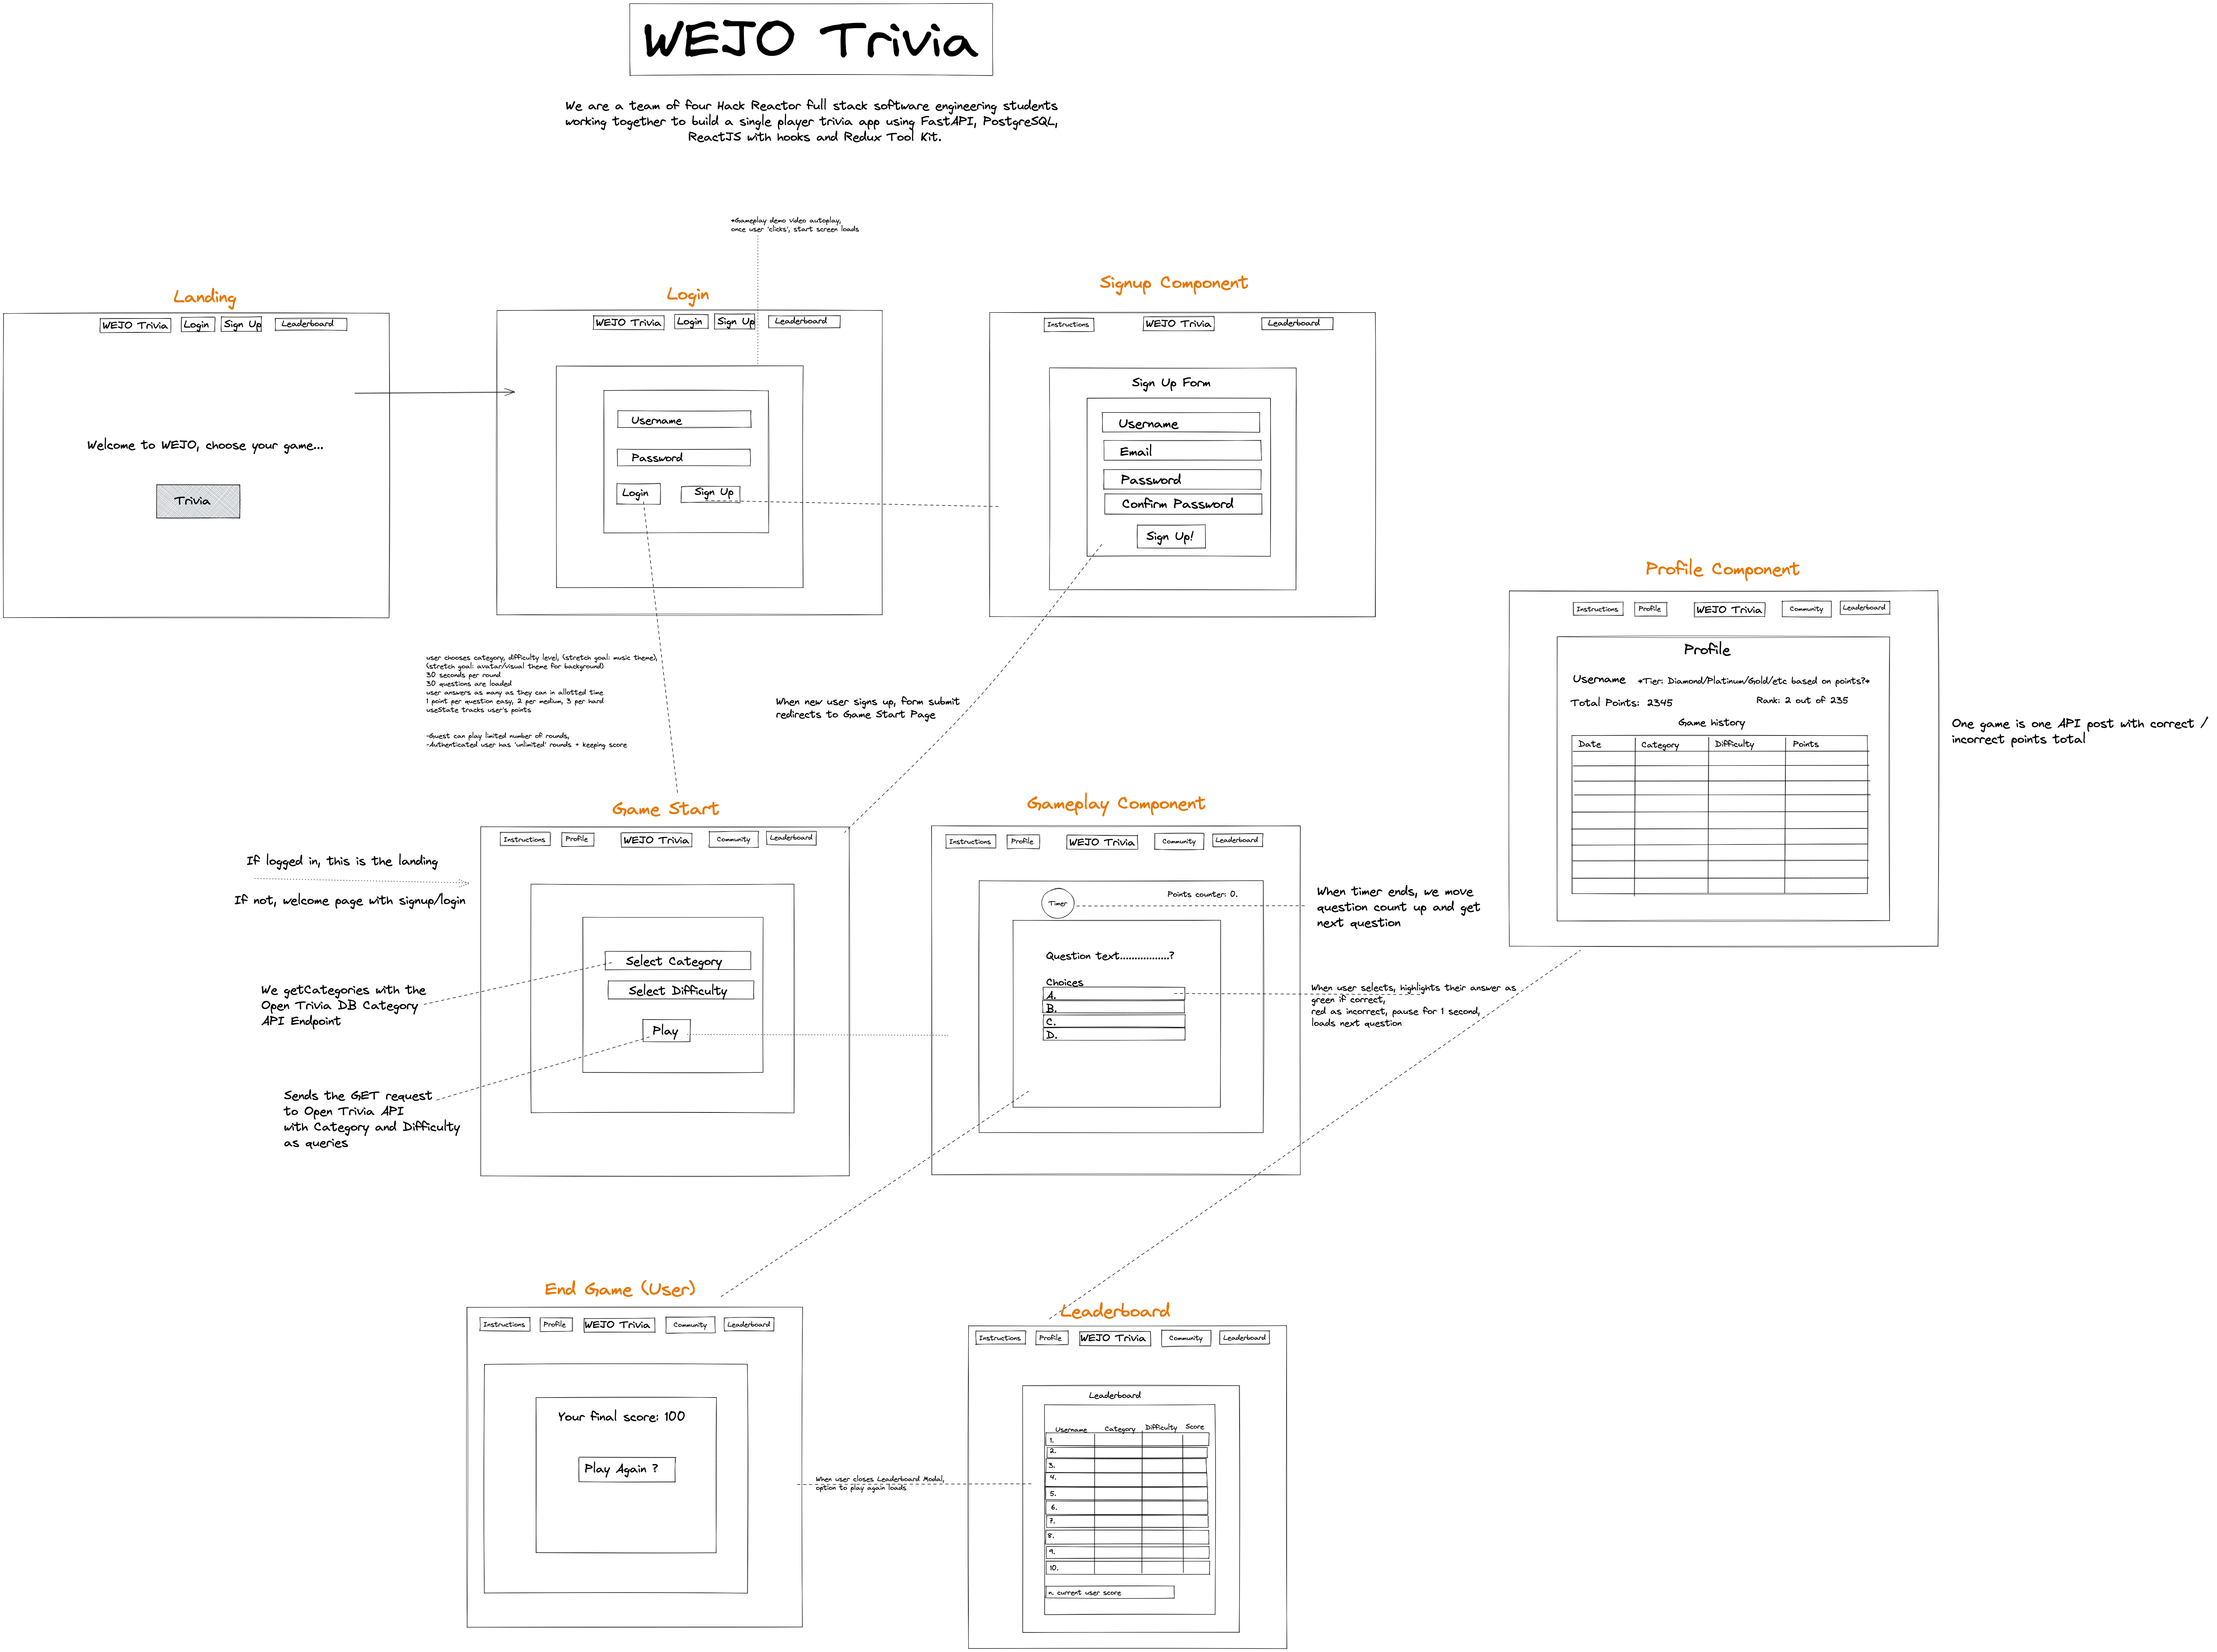 WEJO Trivia
We are a team of four Hack Reactor full stack software engineering students
working together to build a single player trivia app using FastAPI, PostgreSQL,
ReactJS with hooks and Redux Tool Kit.
*Gameplay demo video autoplay,
once user 'clicks', start screen loads
Landing
WEJO Trivia
Login
Sign Up
Leaderboard
Welcome to WEJO, choose your game...
Trivia
Login
WEJO Trivia
Login
Sign Up
Leaderboard
Username
Password
Login
Sign Up
Signup Component
Instructions
WEJO Trivia
Leaderboard
Sign Up Form
Username
Email
Password
Confirm Password
Sign Up!
user chooses category, difficulty level, (stretch goal: music theme),
(stretch goal: avatar/visual theme for background)
30 seconds per round
30 questions are loaded
user answers as many as they can in allotted time
1 point per question easy, 2 per medium, 3 per hard
useState tracks user's points
-Guest can play limited number of rounds,
-Authenticated user has 'unlimited' rounds + keeping score
When new user signs up, form submit
redirects to Game Start Page
Profile Component
Instructions
Profile
WEJO Trivia
Community
Leaderboard
Profile
Username
*Tier: Diamond/Platinum/Gold/etc based on points?*
Total Points: 2345
Rank: 2 out of 235
Game history
Date
Category
Difficulty
Points
One game is one API post with correct /
incorrect points total
If logged in, this is the landing
If not, welcome page with signup/login
We getCategories with the
Open Trivia DB Category
API Endpoint
Sends the GET request
to Open Trivia API
with Category and Difficulty
as queries
Game Start
Instructions
Profile
WEJO Trivia
Community
Leaderboard
Select Category
Select Difficulty
Play
Gameplay Component
Instructions
Profile
WEJO Trivia
Community
Leaderboard
Timer
Points counter: 0.
Question text.................?
Choices
A.
B.
C.
D.
When timer ends, we move
question count up and get
next question
When user selects, highlights their answer as
green if correct,
red as incorrect, pause for 1 second,
loads next question
End Game (User)
Instructions
Profile
WEJO Trivia
Community
Leaderboard
Your final score: 100
Play Again ?
When user closes Leaderboard Modal,
option to play again loads
Leaderboard
Instructions
Profile
WEJO Trivia
Community
Leaderboard
Leaderboard
Username
Category
Difficulty
Score
1.
2.
3.
4.
5.
6.
7.
8.
9.
10.
n. current user score